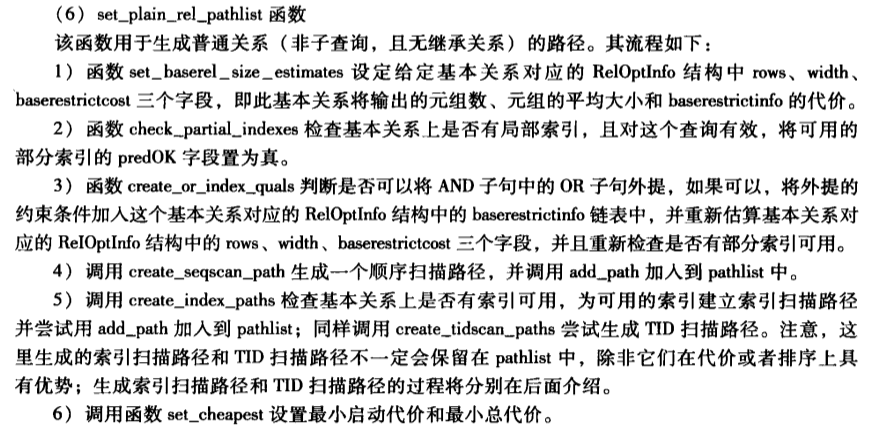 （6）set_plain_rel_pathlist 函数
该函数用于生成普通关系（非子查询，且无继承关系）的路径。其流程如下：
1）函数 set_baserel_size_estimates 设定给定基本关系对应的 RelOptInfo 结构中 rows、width、
baserestrictcost 三个字段，即此基本关系将输出的元组数、元组的平均大小和 baserestrictinfo 的代价。
2）函数 check_partial_indexes 检查基本关系上是否有局部索引，且对这个查询有效，将可用的
部分索引的 predOK 字段置为真。
3）函数 create_or_index_quals 判断是否可以将 AND 子句中的 OR 子句外提，如果可以，将外提的
约束条件加入这个基本关系对应的 RelOptInfo 结构中的 baserestrictinfo 链表中，并重新估算基本关系对
应的 ReIOptInfo 结构中的 rows、width、baserestrictcost 三个字段，并且重新检查是否有部分索引可用。
4）调用 create_seqscan_path 生成一个顺序扫描路径，并调用 add_path 加入到 pathlist 中。
5）调用 create_index_paths 检查基本关系上是否有索引可用，为可用的索引建立索引扫描路径
并尝试用 add_path 加入到 pathlist；同样调用 create_tidscan_paths 尝试生成 TID 扫描路径。注意，这
里生成的索引扫描路径和 TID 扫描路径不一定会保留在 pathlist 中，除非它们在代价或者排序上具
有优势；生成索引扫描路径和 TID 扫描路径的过程将分别在后面介绍。
6）调用函数 set_cheapest 设置最小启动代价和最小总代价。